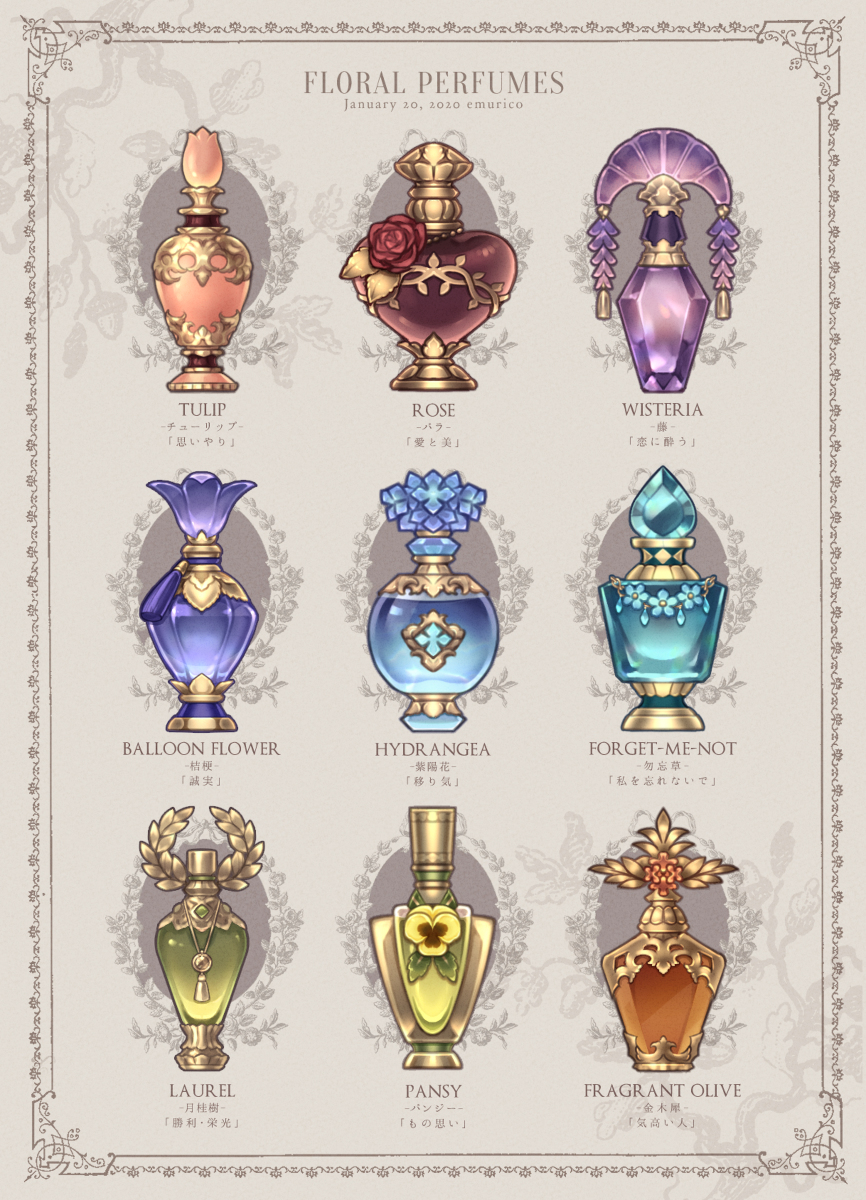 FLORAL PERFUMES
January 20, 2020 emurico
TULIP
-チューリップ-
「思いやり」
ROSE
-バラ-
「愛と美」
WISTERIA
-藤-
「恋に酔う」
BALLOON FLOWER
-桔梗-
「誠実」
HYDRANGEA
-紫陽花-
「移り気」
FORGET-ME-NOT
-勿忘草-
「私を忘れないで」
LAUREL
-月桂樹-
「勝利・栄光」
PANSY
-パンジー-
「もの思い」
FRAGRANT OLIVE
-金木犀-
「気高い人」